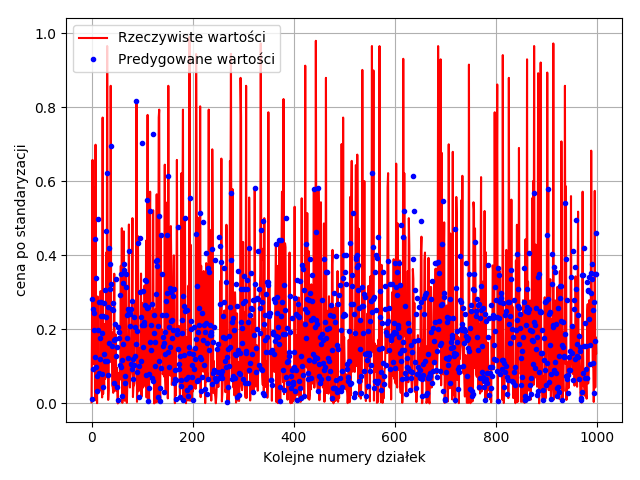 Rzeczywiste wartości
Predygowane wartości
cena po standaryzacji
1.0
0.8
0.6
0.4
0.2
0.0
0 200 400 600 800 1000
Kolejne numery działek